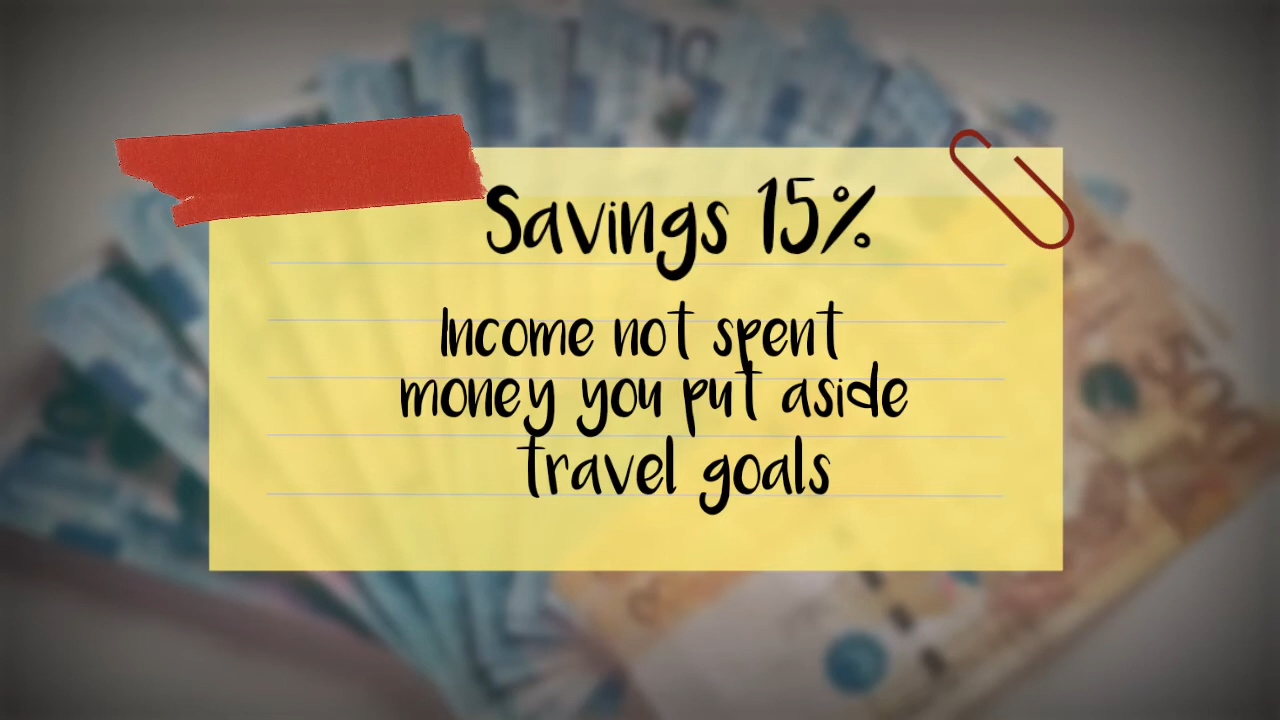 Savings 15%
Income not spent
money you put aside
travel goals